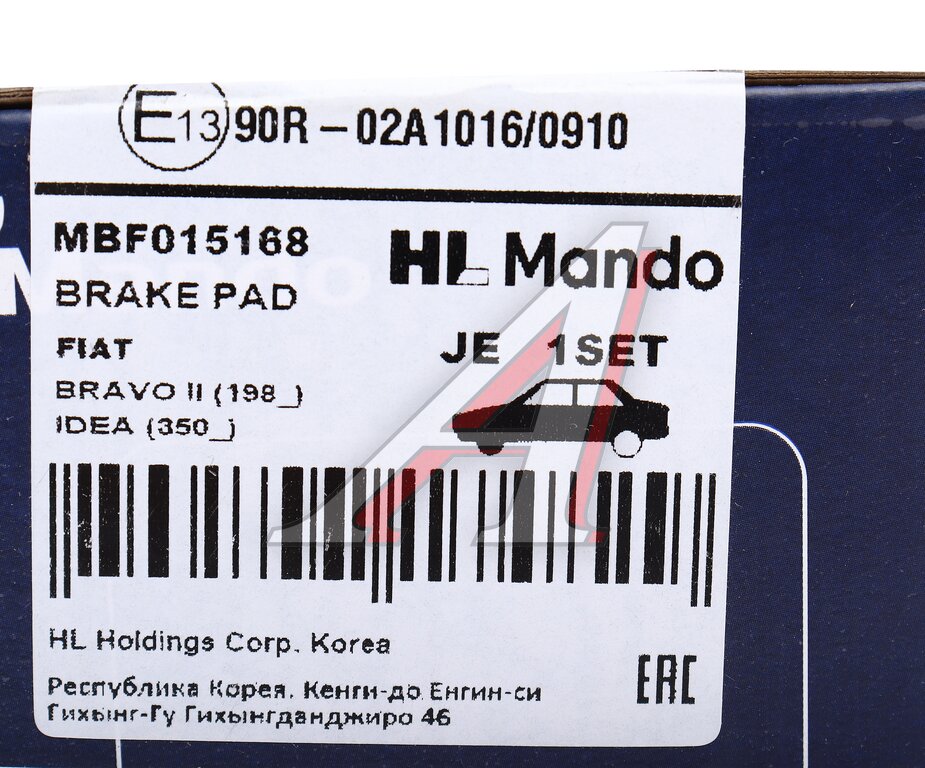 E13 90R - 02A1016/0910
MBF015168
HL Mando
BRAKE PAD
FIAT
JE 1SET
BRAVO II (198_)
IDEA (350_)
HL Holdings Corp. Korea
EAC
Республика Корея, Кенги-до Енгин-си
Гихынг-Гу Гихынгданджиро 46